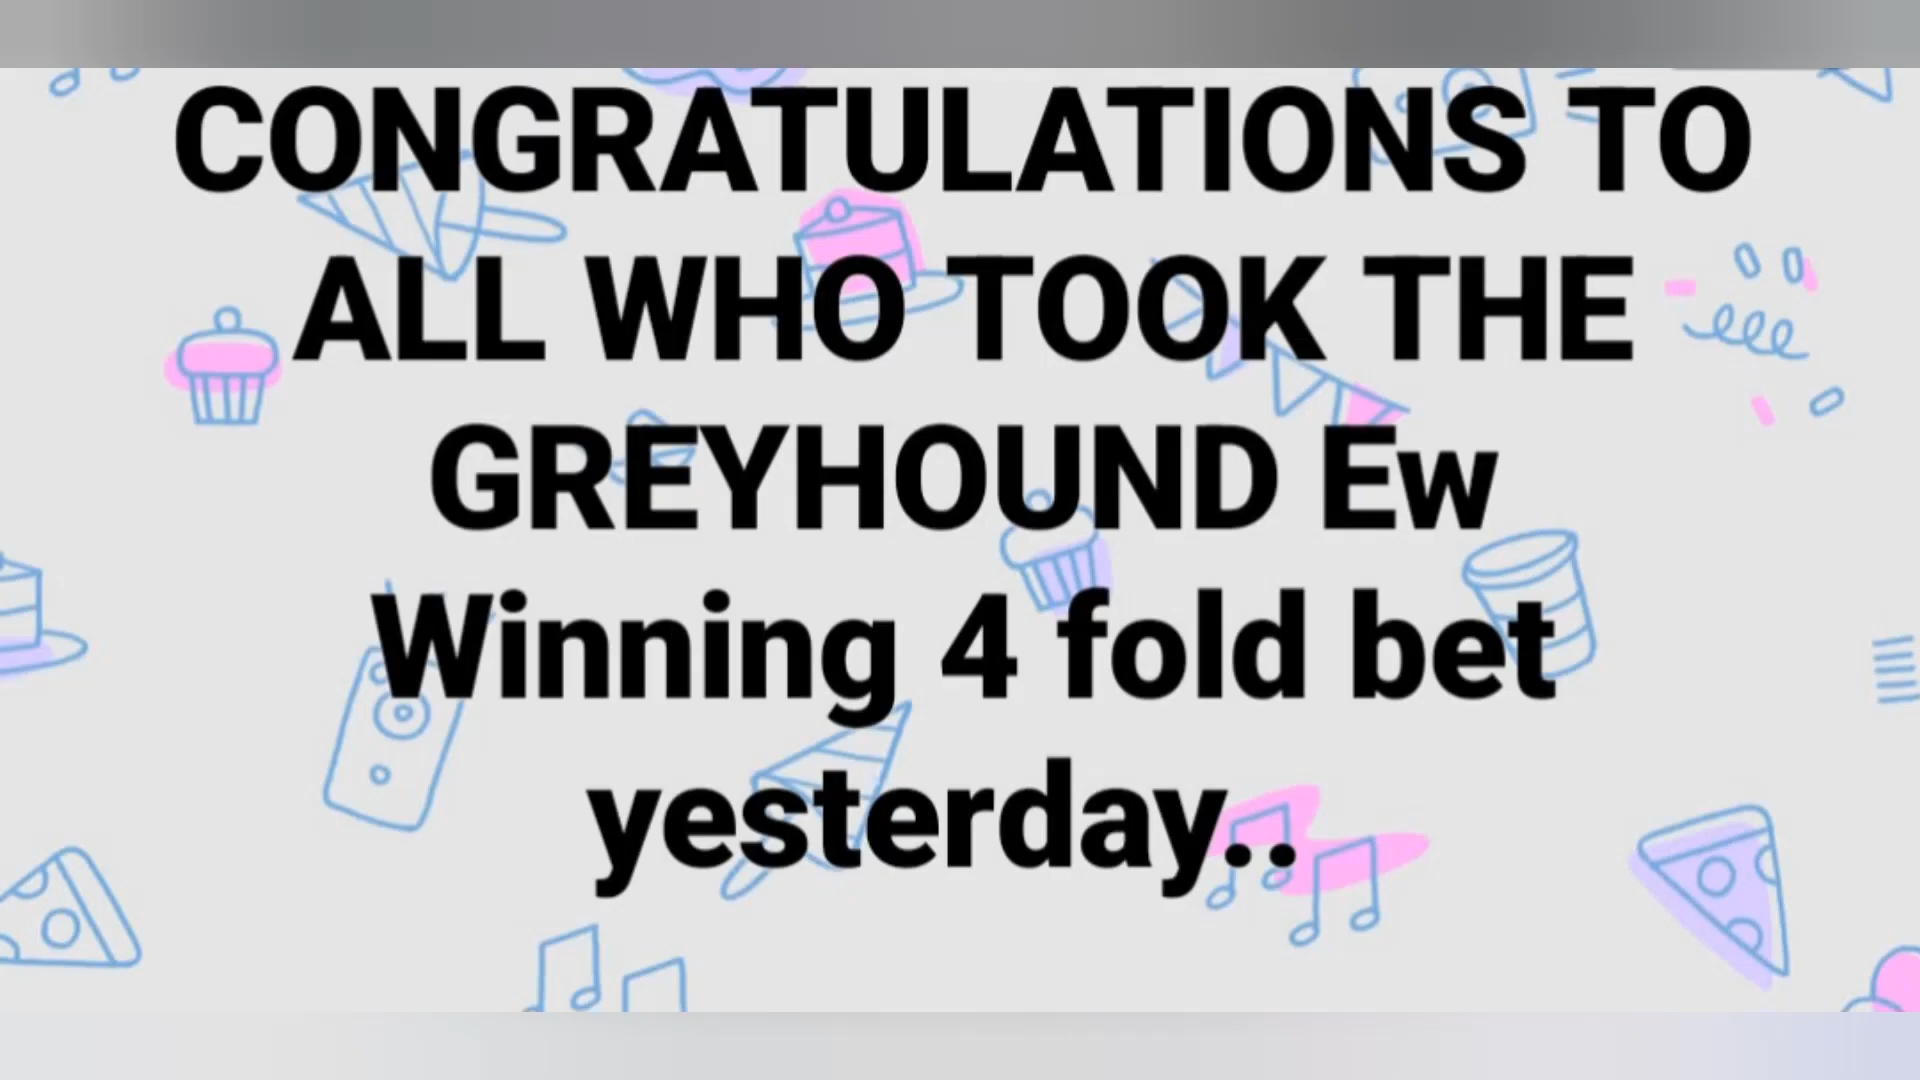 CONGRATULATIONS TO
ALL WHO TOOK THE
GREYHOUND Ew
Winning 4 fold bet
yesterday..